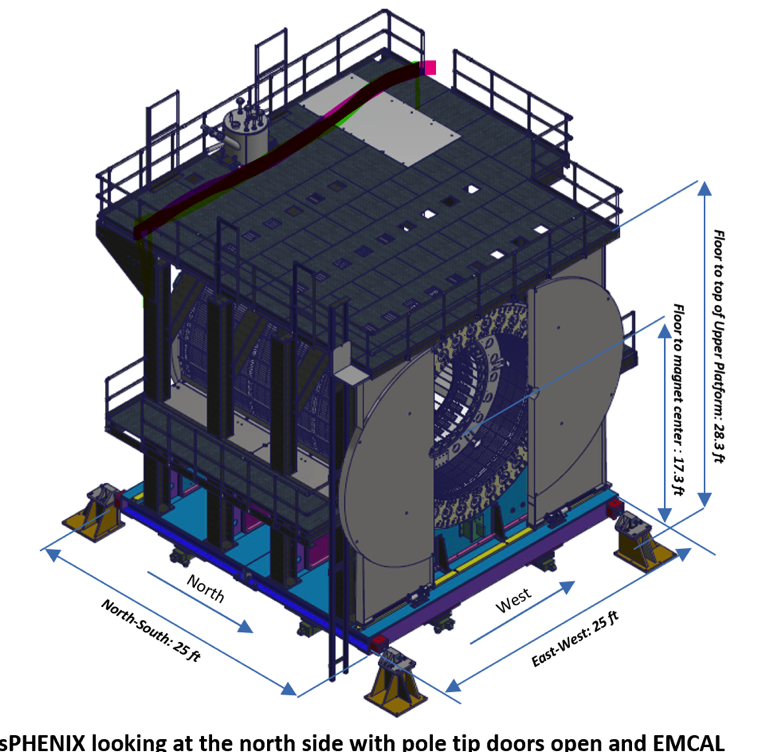 Floor to top of Upper Platform: 28.3 ft
Floor to magnet center : 17.3 ft
North
West
North-South: 25 ft
East-West: 25 ft
sPHENIX looking at the north side with pole tip doors open and EMCAL